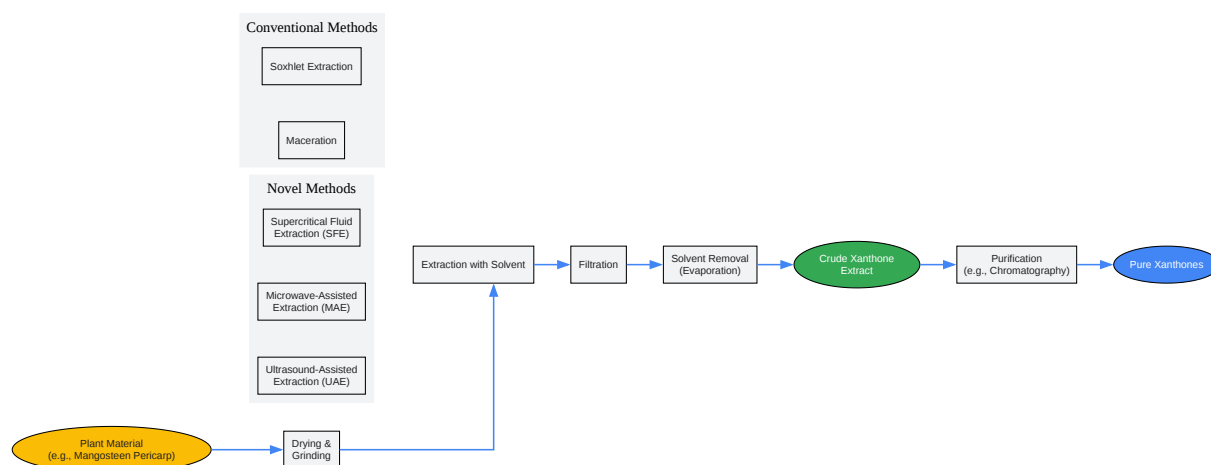 Conventional Methods
Soxhlet Extraction
Maceration
Novel Methods
Supercritical Fluid
Extraction (SFE)
Microwave-Assisted
Extraction (MAE)
Ultrasound-Assisted
Extraction (UAE)
Plant Material
(e.g., Mangosteen Pericarp)
Drying &
Grinding
Extraction with Solvent
Filtration
Solvent Removal
(Evaporation)
Crude Xanthone
Extract
Purification
(e.g., Chromatography)
Pure Xanthones